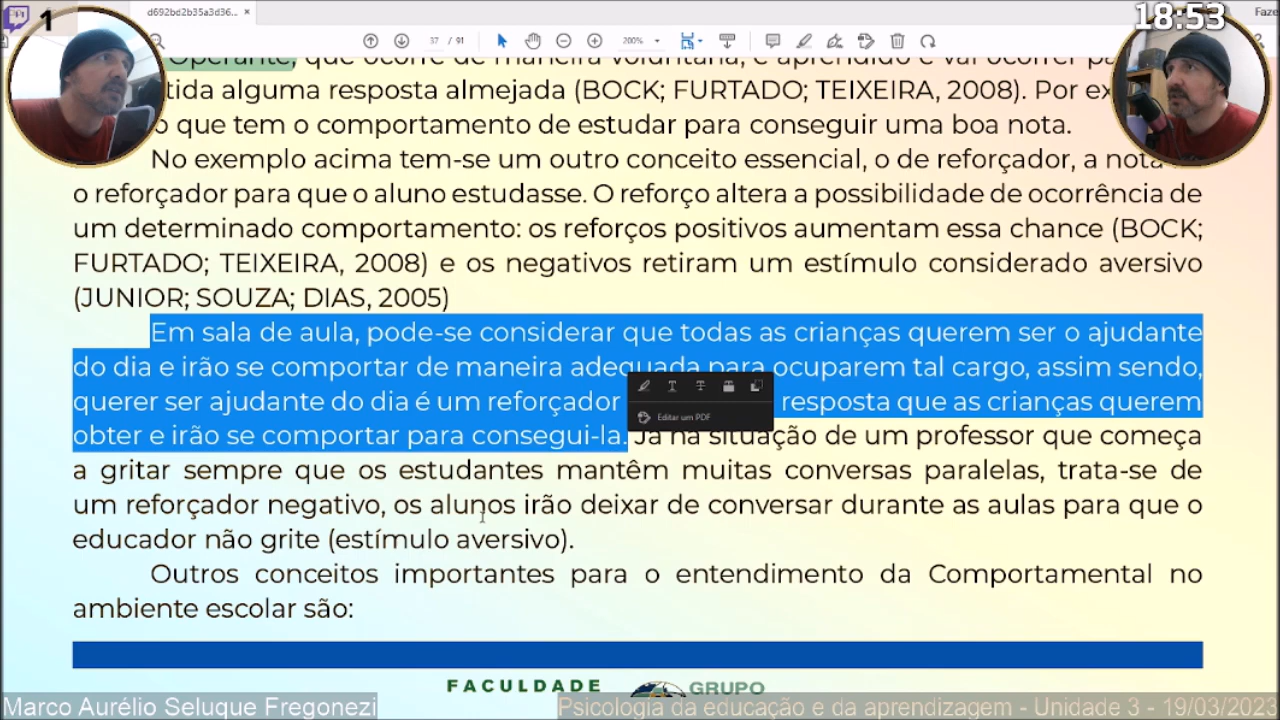 1
d692bd2b35a3d36...
×
18:53
Faze
37 / 91
200%
Operante, que ocorre de maneira voluntária, é aprendido e vai ocorrer
tida alguma resposta almejada (BOCK; FURTADO; TEIXEIRA, 2008). Por
o que tem o comportamento de estudar para conseguir uma boa nota.
No exemplo acima tem-se um outro conceito essencial, o de reforçador, a nota
o reforçador para que o aluno estudasse. O reforço altera a possibilidade de ocorrência de
um determinado comportamento: os reforços positivos aumentam essa chance (BOCK;
FURTADO; TEIXEIRA, 2008) e os negativos retiram um estímulo considerado aversivo
(JUNIOR; SOUZA; DIAS, 2005)
Em sala de aula, pode-se considerar que todas as crianças querem ser o ajudante
do dia e irão se comportar de maneira adequada para ocuparem tal cargo, assim sendo,
querer ser ajudante do dia é um reforçador resposta que as crianças querem
Editar um PDF
obter e irão se comportar para consegui-la. Já na situação de um professor que começa
a gritar sempre que os estudantes mantêm muitas conversas paralelas, trata-se de
um reforçador negativo, os alunos irão deixar de conversar durante as aulas para que o
educador não grite (estímulo aversivo).
Outros conceitos importantes para o entendimento da Comportamental no
ambiente escolar são:
FACULDADE GRUPO
Marco Aurélio Seluque Fregonezi
Psicologia da educação e da aprendizagem - Unidade 3 - 19/03/2023